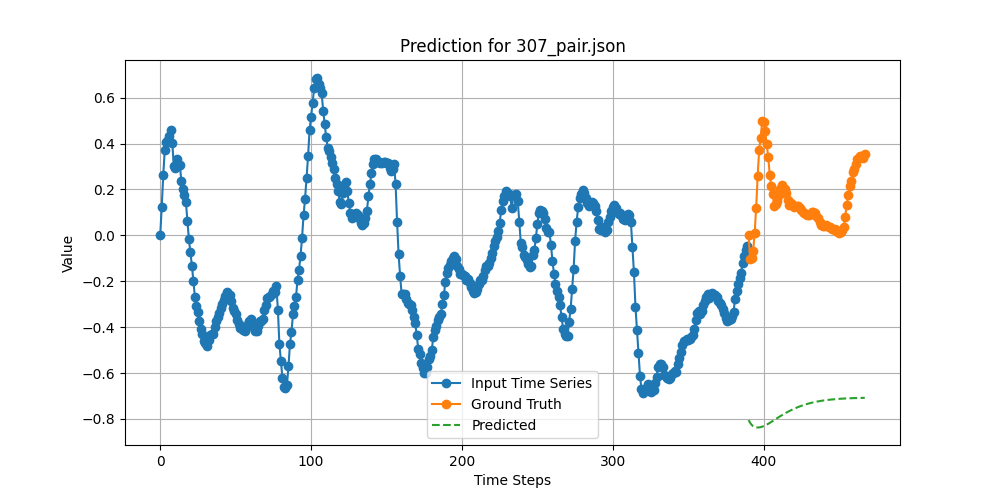 Prediction for 307_pair.json
Value
0.6
0.4
0.2
0.0
−0.2
−0.4
−0.6
−0.8
Input Time Series
Ground Truth
Predicted
0 100 200 300 400
Time Steps